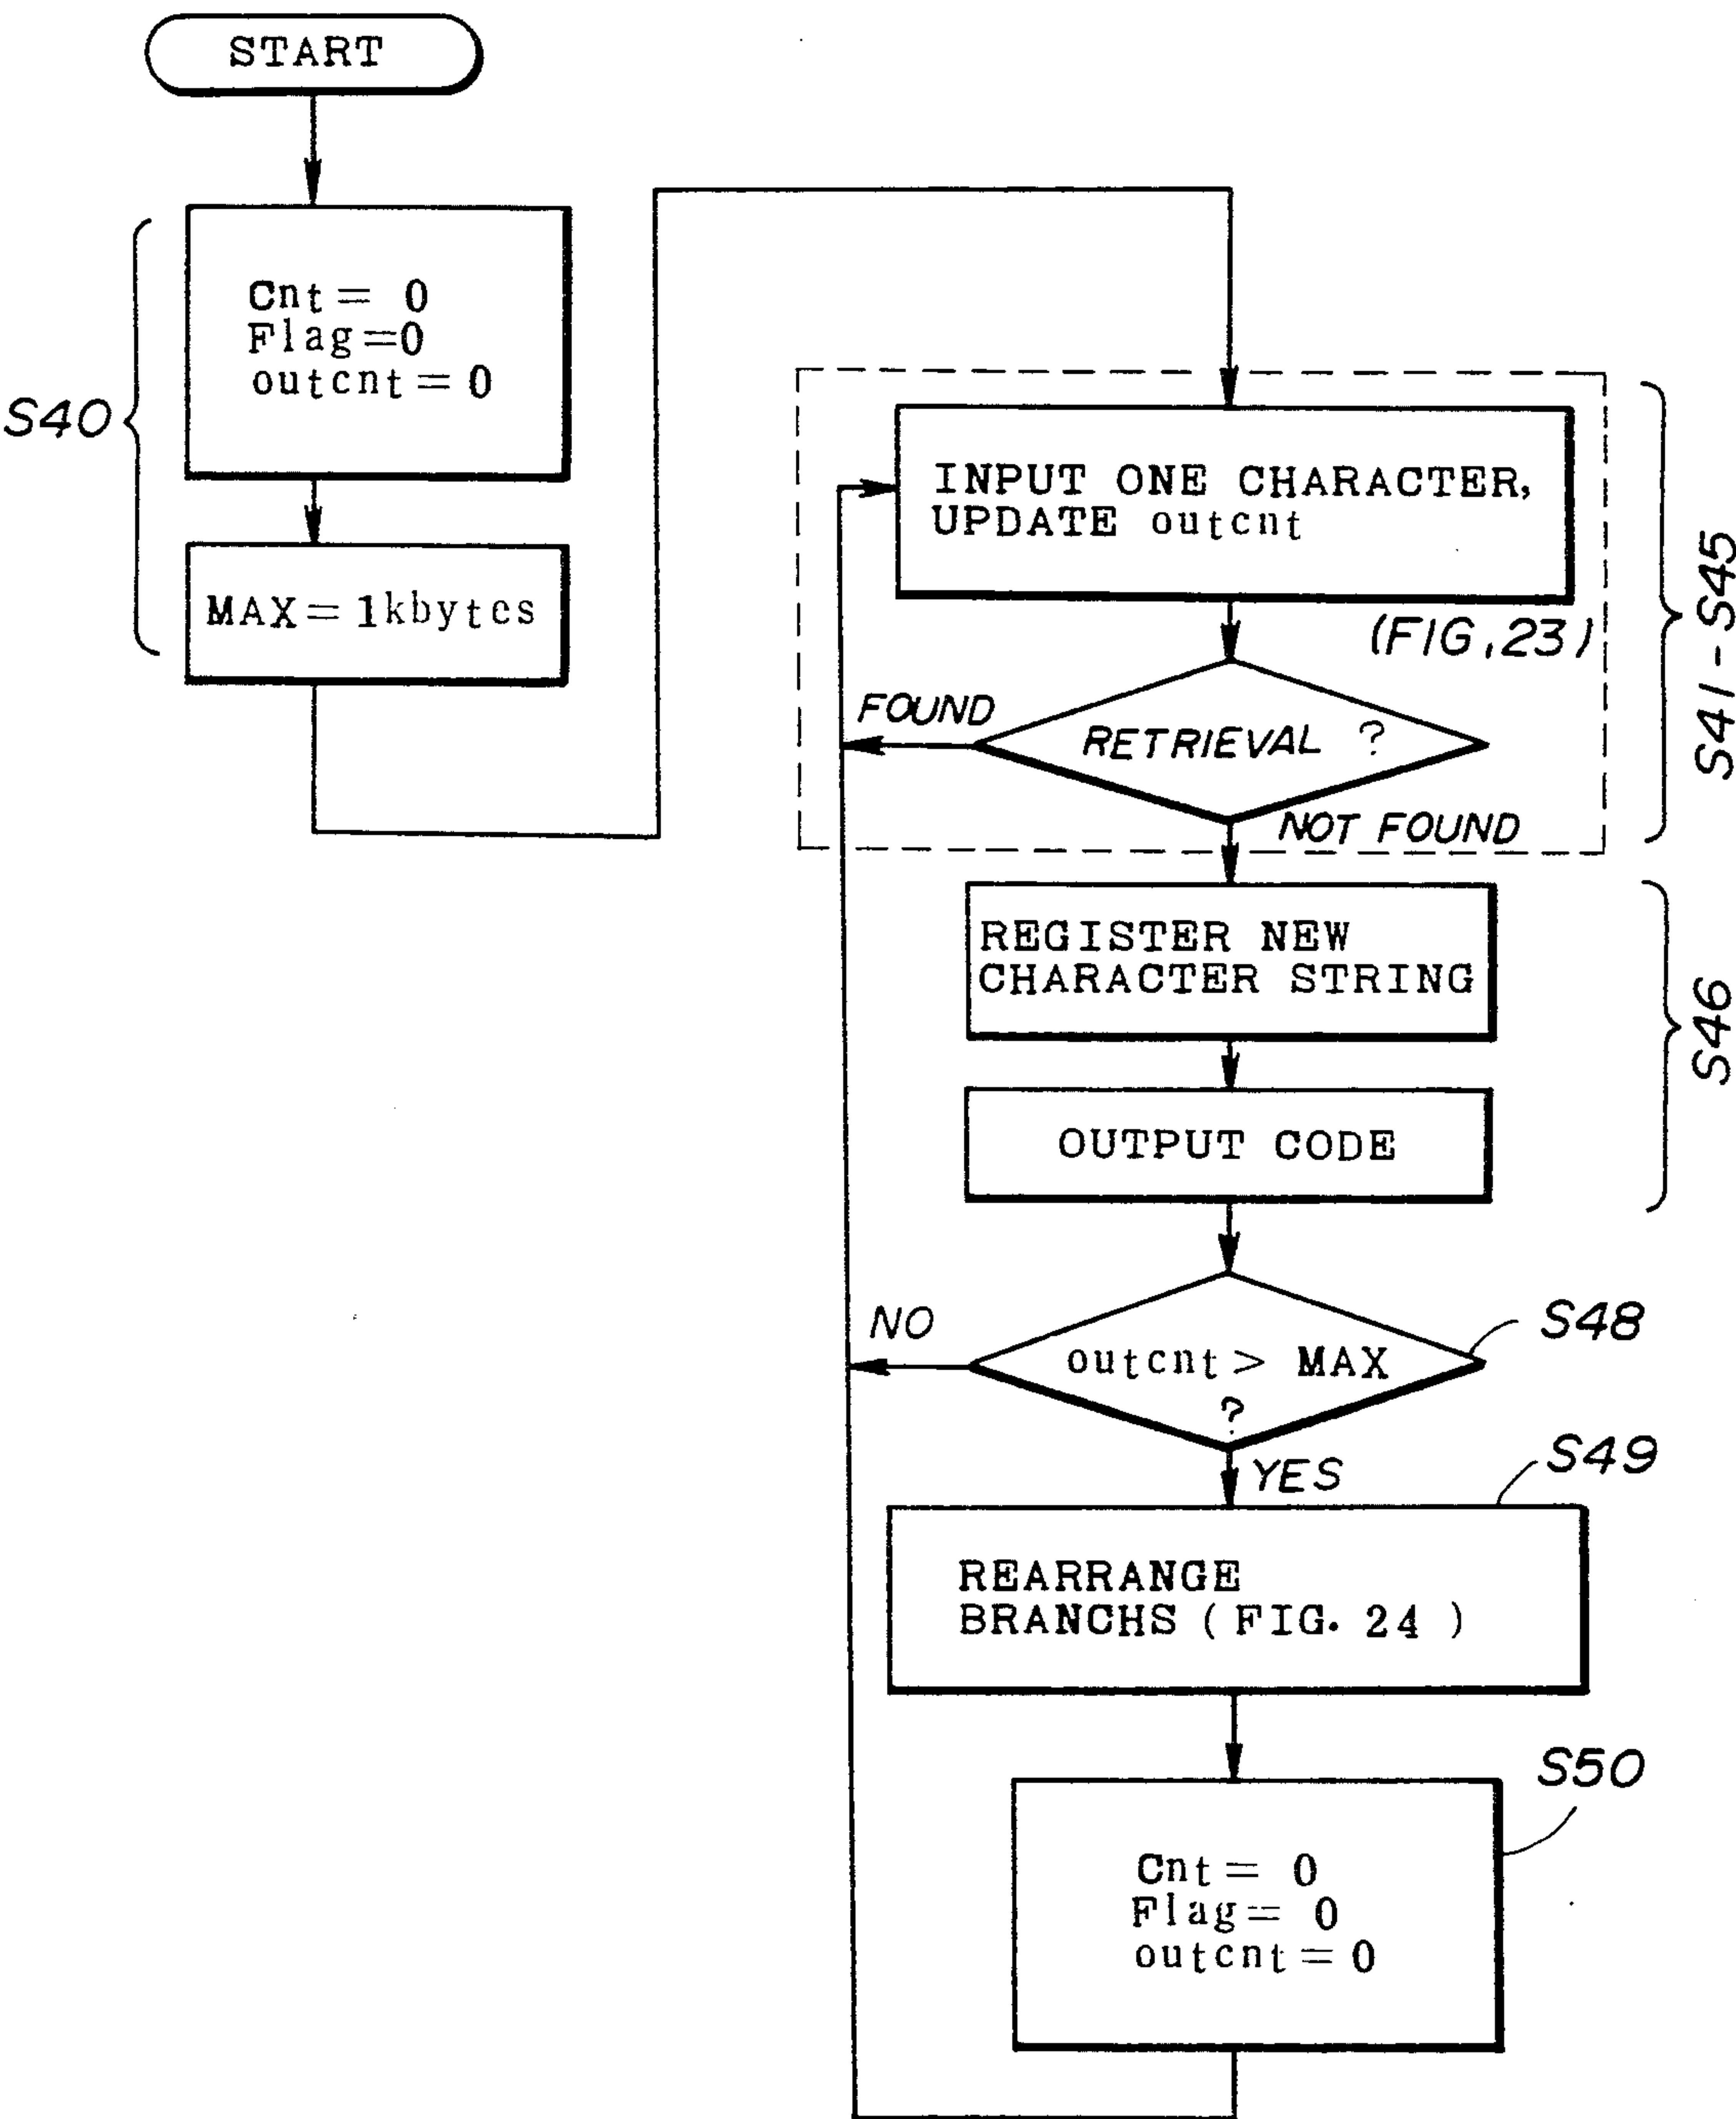 START
S40
Cnt = 0
Flag=0
outcnt = 0
MAX = 1kbytes
INPUT ONE CHARACTER,
UPDATE outcnt
(FIG,23)
S41-S45
FOUND
RETRIEVAL ?
NOT FOUND
REGISTER NEW
CHARACTER STRING
S46
OUTPUT CODE
NO
outcnt > MAX
?
S48
YES
S49
REARRANGE
BRANCHS ( FIG. 24 )
S50
Cnt = 0
Flag = 0
outcnt = 0